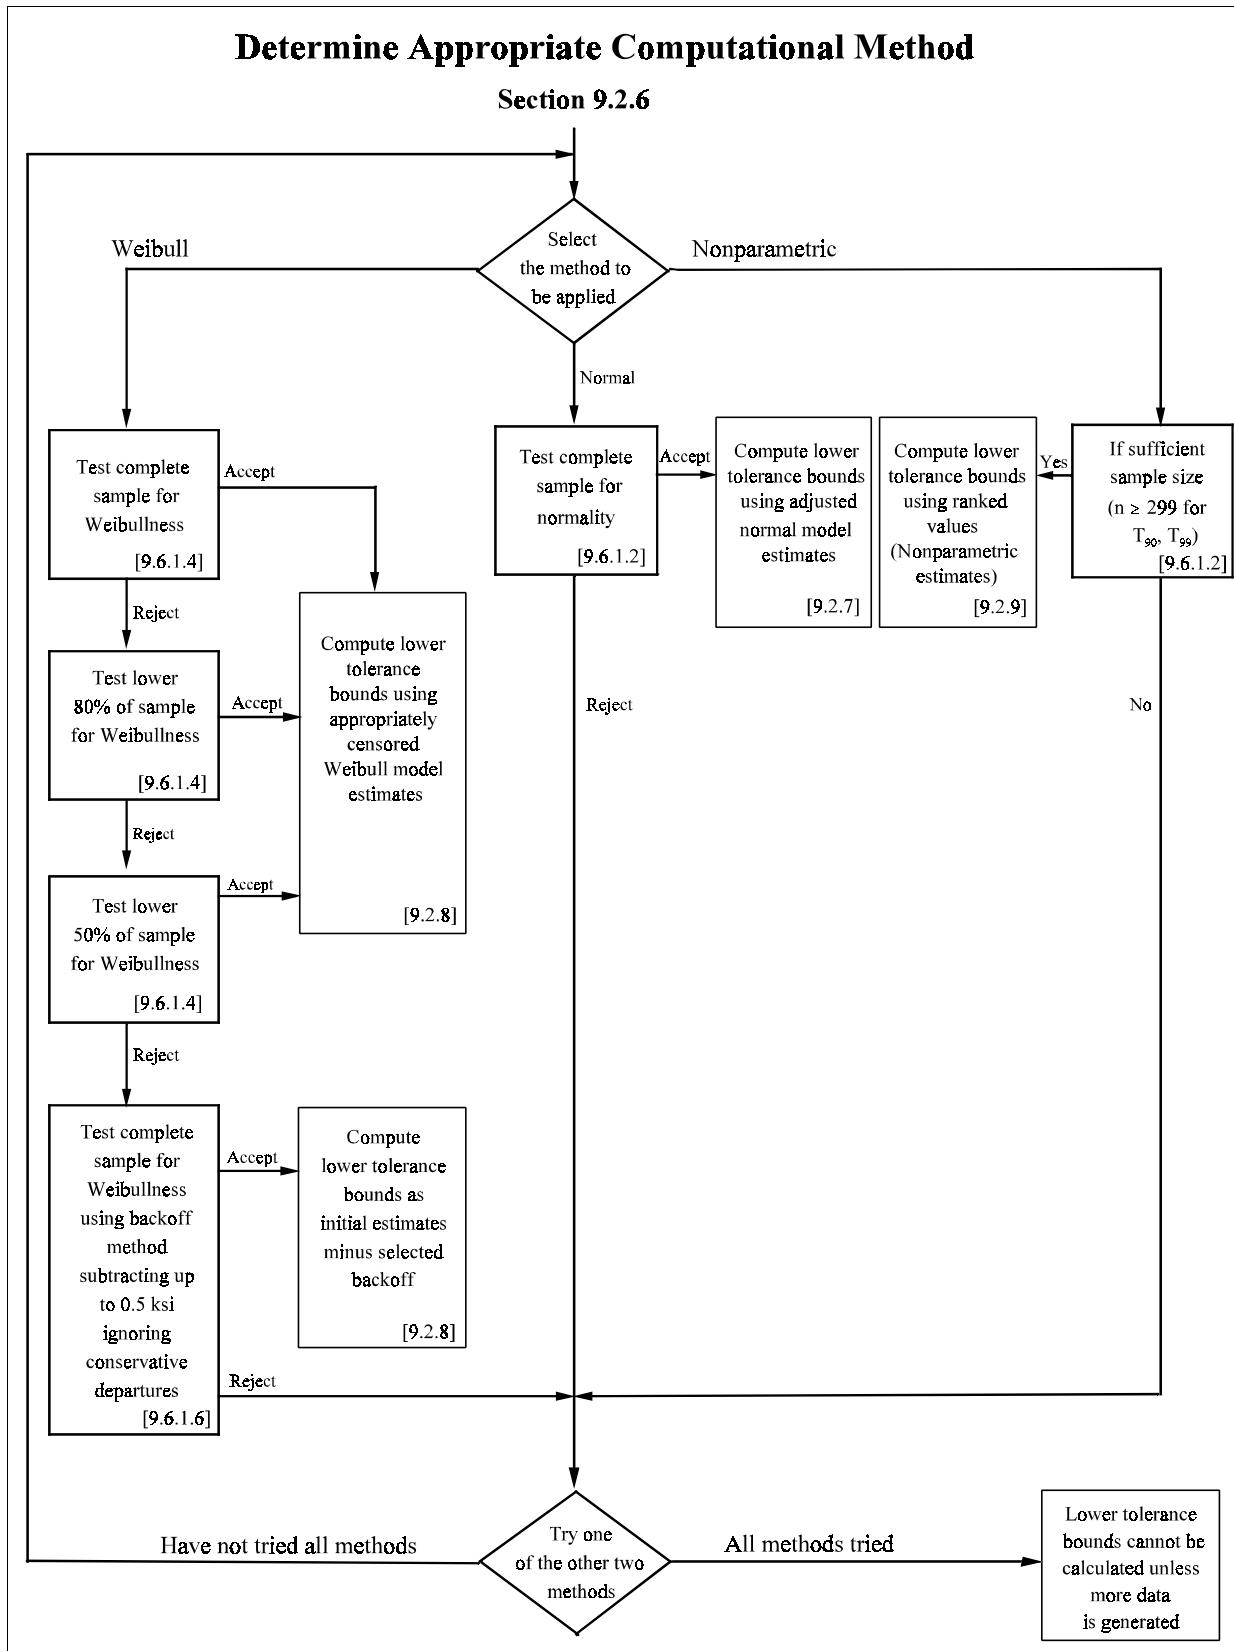 Determine Appropriate Computational Method
Section 9.2.6
Select
the method to
be applied
Weibull
Nonparametric
Normal
Test complete
sample for
Weibullness
[9.6.1.4]
Accept
Reject
Test lower
80% of sample
for Weibullness
[9.6.1.4]
Accept
Reject
Test lower
50% of sample
for Weibullness
[9.6.1.4]
Accept
Reject
Compute lower
tolerance
bounds using
appropriately
censored
Weibull model
estimates
[9.2.8]
Test complete
sample for
Weibullness
using backoff
method
subtracting up
to 0.5 ksi
ignoring
conservative
departures
[9.6.1.6]
Accept
Reject
Compute
lower tolerance
bounds as
initial estimates
minus selected
backoff
[9.2.8]
Test complete
sample for
normality
[9.6.1.2]
Accept
Reject
Compute lower
tolerance bounds
using adjusted
normal model
estimates
[9.2.7]
Compute lower
tolerance bounds
using ranked
values
(Nonparametric
estimates)
[9.2.9]
Yes
If sufficient
sample size
(n ≥ 299 for
T₉₀, T₉₉)
[9.6.1.2]
No
Try one
of the other two
methods
Have not tried all methods
All methods tried
Lower tolerance
bounds cannot be
calculated unless
more data
is generated